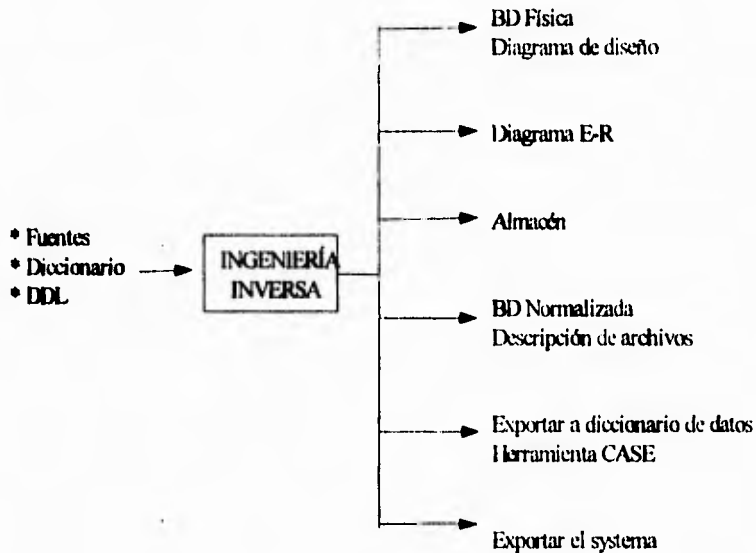 BD Física
Diagrama de diseño
Diagrama E-R
Almacén
* Fuentes
* Diccionario
* DDL
INGENIERÍA
INVERSA
BD Normalizada
Descripción de archivos
Exportar a diccionario de datos
Herramienta CASE
Exportar el systema